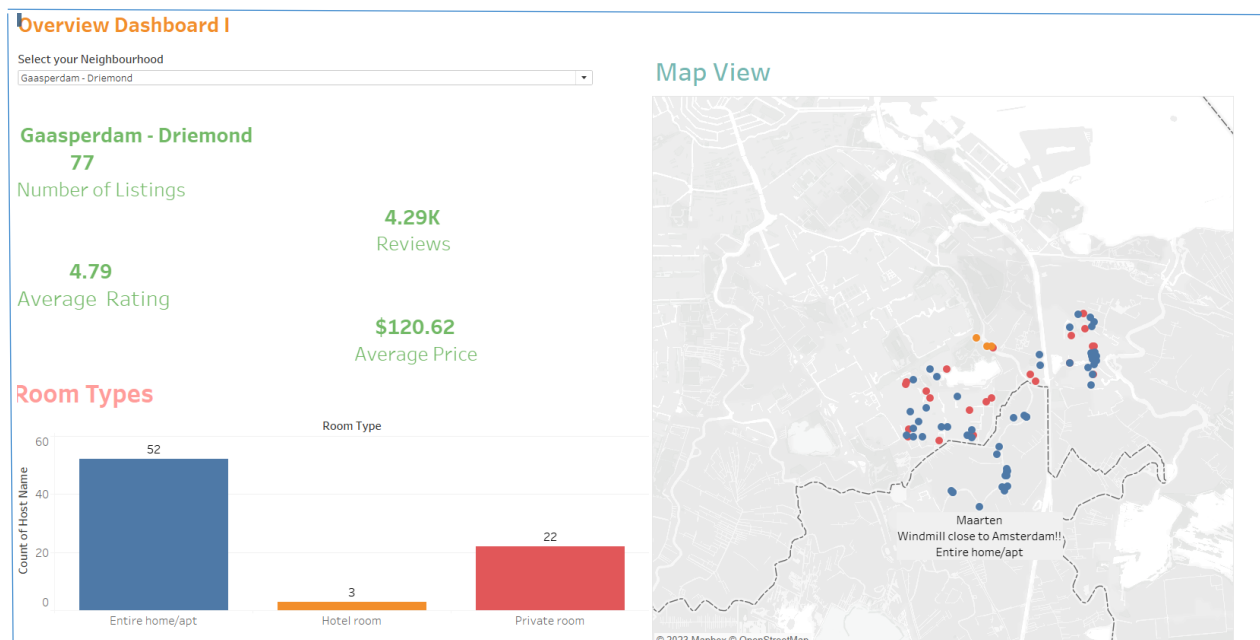 Overview Dashboard I
Select your Neighbourhood
Gaasperdam - Driemond
Gaasperdam - Driemond
77
Number of Listings
4.29K
Reviews
4.79
Average Rating
$120.62
Average Price
Room Types
Room Type
Count of Host Name
60
40
20
0
52
3
22
Entire home/apt
Hotel room
Private room
Map View
Maarten
Windmill close to Amsterdam!!
Entire home/apt
© 2023 Mapbox © OpenStreetMap